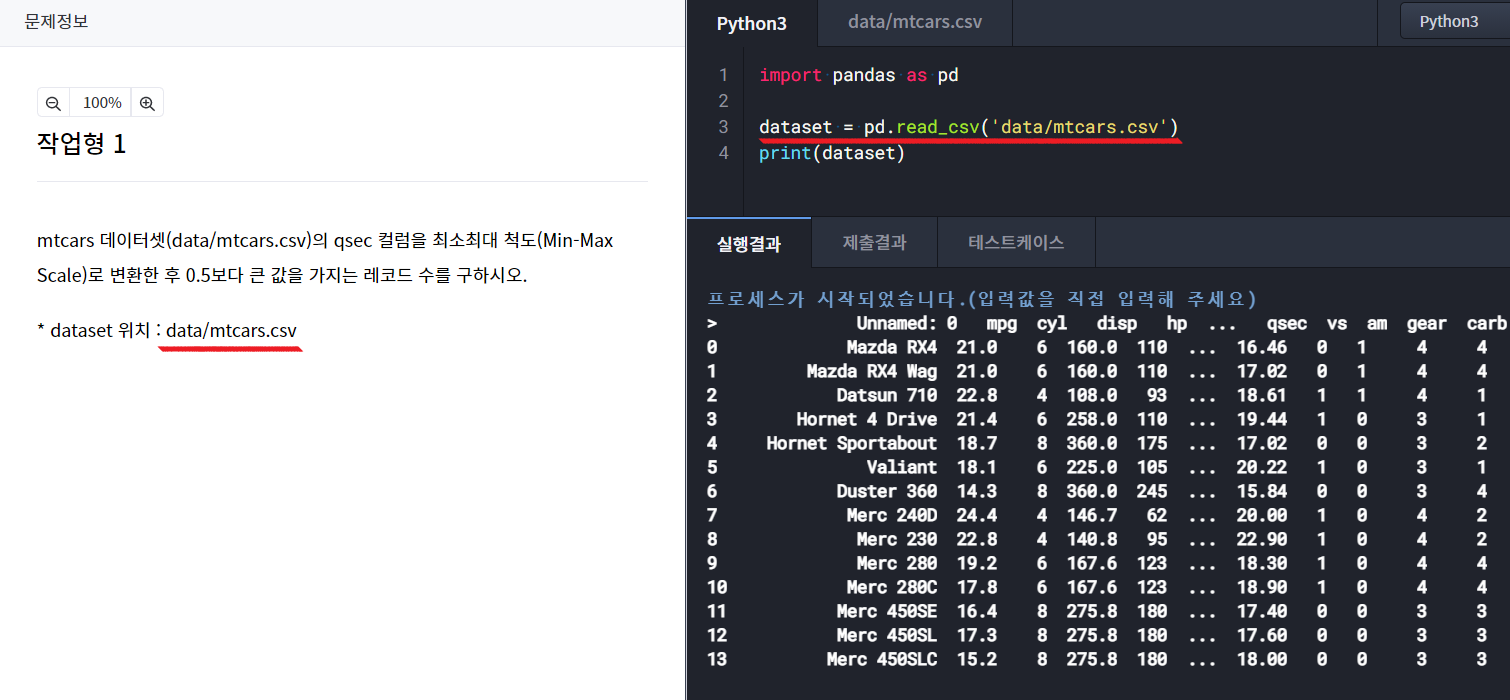 문제정보
100%
작업형 1
mtcars 데이터셋(data/mtcars.csv)의 qsec 컬럼을 최소최대 척도(Min-Max
Scale)로 변환한 후 0.5보다 큰 값을 가지는 레코드 수를 구하시오.
* dataset 위치 : data/mtcars.csv
Python3 data/mtcars.csv Python3
1 import pandas as pd
2
3 dataset = pd.read_csv('data/mtcars.csv')
4 print(dataset)
실행결과 제출결과 테스트케이스
프로세스가 시작되었습니다.(입력값을 직접 입력해 주세요)
> Unnamed: 0 mpg cyl disp hp ... qsec vs am gear carb
0 Mazda RX4 21.0 6 160.0 110 ... 16.46 0 1 4 4
1 Mazda RX4 Wag 21.0 6 160.0 110 ... 17.02 0 1 4 4
2 Datsun 710 22.8 4 108.0 93 ... 18.61 1 1 4 1
3 Hornet 4 Drive 21.4 6 258.0 110 ... 19.44 1 0 3 1
4 Hornet Sportabout 18.7 8 360.0 175 ... 17.02 0 0 3 2
5 Valiant 18.1 6 225.0 105 ... 20.22 1 0 3 1
6 Duster 360 14.3 8 360.0 245 ... 15.84 0 0 3 4
7 Merc 240D 24.4 4 146.7 62 ... 20.00 1 0 4 2
8 Merc 230 22.8 4 140.8 95 ... 22.90 1 0 4 2
9 Merc 280 19.2 6 167.6 123 ... 18.30 1 0 4 4
10 Merc 280C 17.8 6 167.6 123 ... 18.90 1 0 4 4
11 Merc 450SE 16.4 8 275.8 180 ... 17.40 0 0 3 3
12 Merc 450SL 17.3 8 275.8 180 ... 17.60 0 0 3 3
13 Merc 450SLC 15.2 8 275.8 180 ... 18.00 0 0 3 3